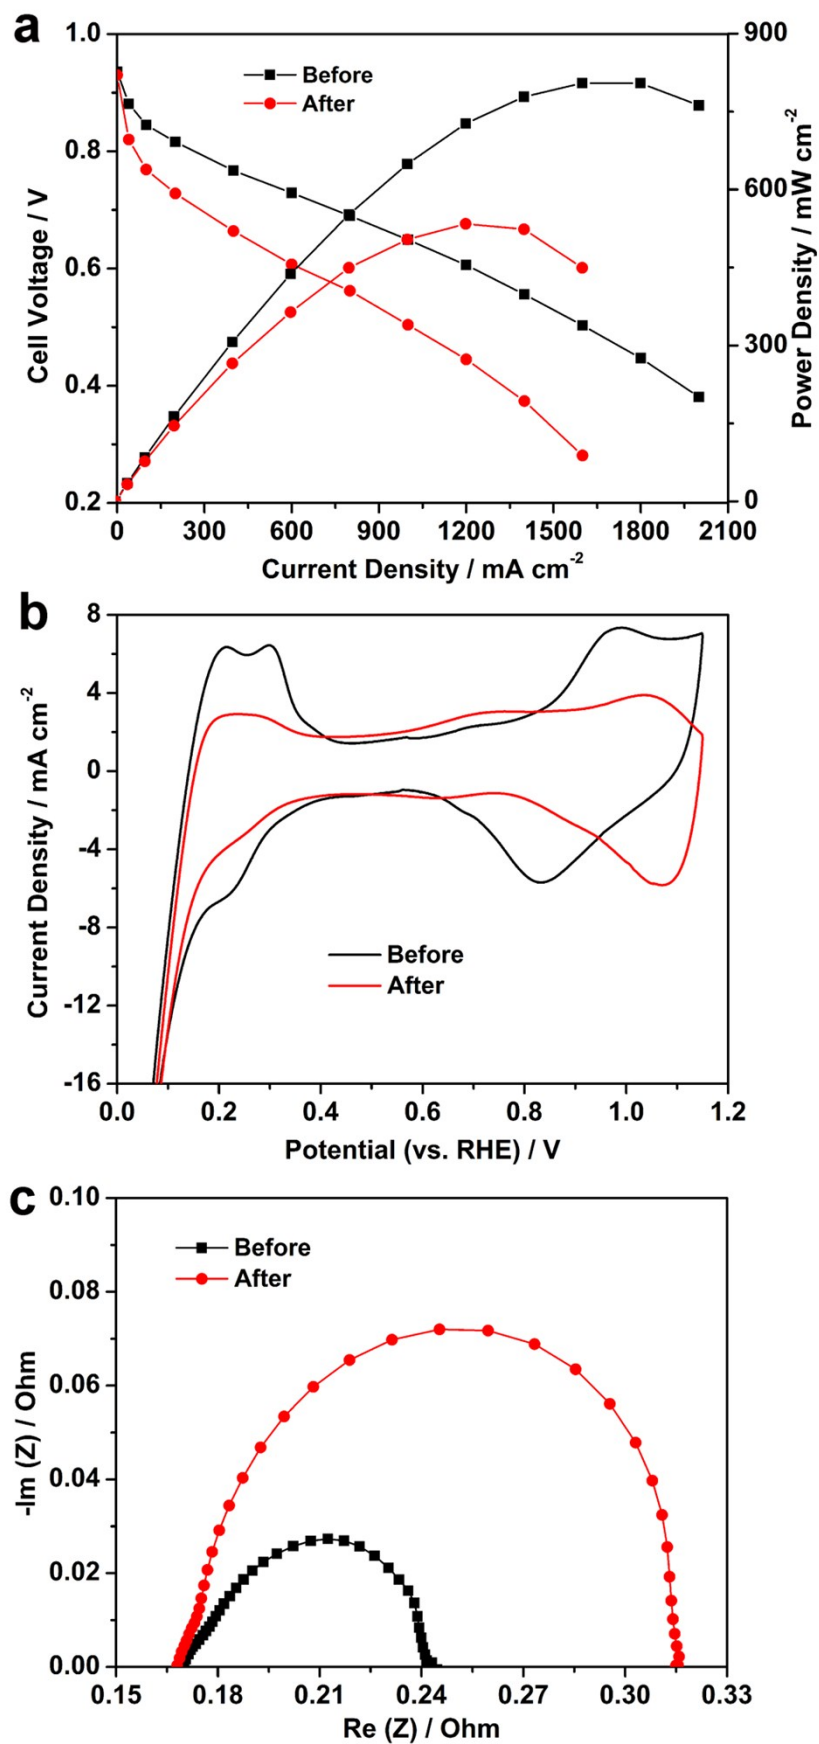 a
1.0
0.8
0.6
0.4
0.2
Cell Voltage / V
Before
After
900
600
300
0
Power Density / mW cm⁻²
0 300 600 900 1200 1500 1800 2100
Current Density / mA cm⁻²
b
8
4
0
-4
-8
-12
-16
Current Density / mA cm⁻²
Before
After
0.0 0.2 0.4 0.6 0.8 1.0 1.2
Potential (vs. RHE) / V
c
0.10
0.08
0.06
0.04
0.02
0.00
-Im (Z) / Ohm
Before
After
0.15 0.18 0.21 0.24 0.27 0.30 0.33
Re (Z) / Ohm